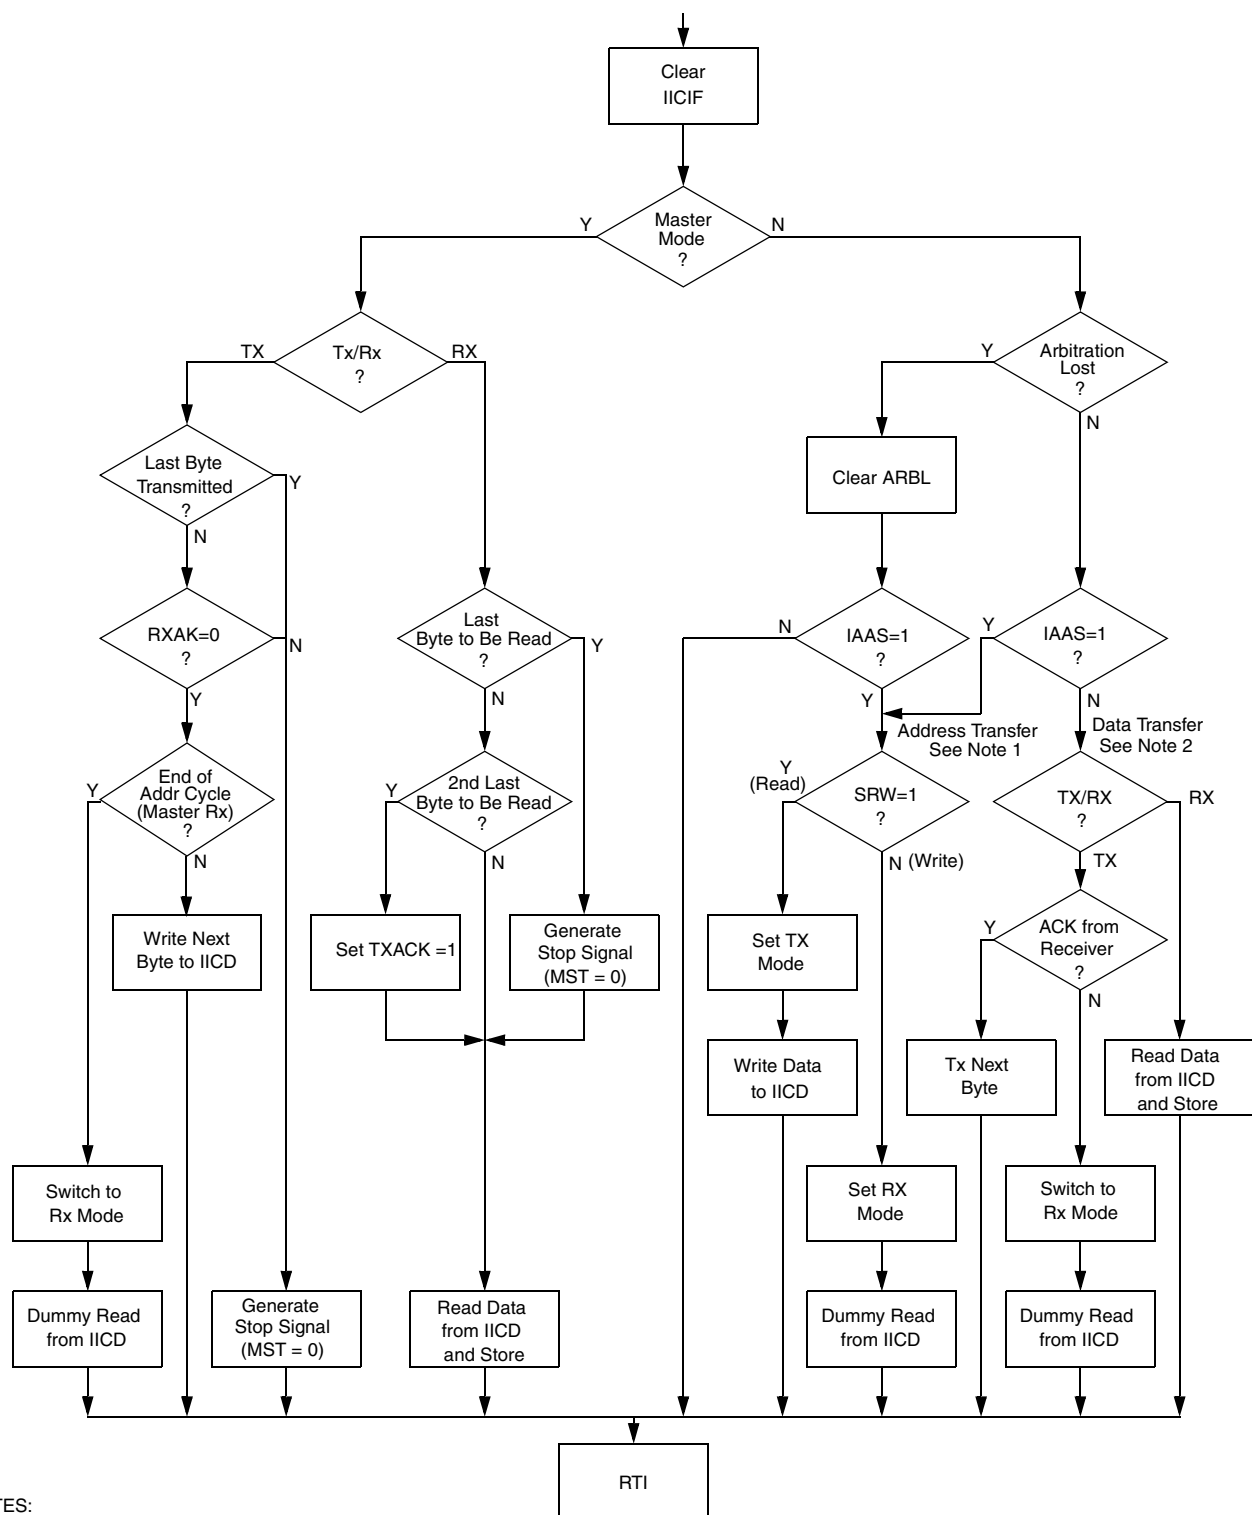 Clear
IICIF
Master
Mode
?
Y
N
Tx/Rx
?
TX
RX
Arbitration
Lost
?
Y
N
Last Byte
Transmitted
?
Y
N
Clear ARBL
RXAK=0
?
N
Y
Last
Byte to Be Read
?
Y
N
IAAS=1
?
N
Y
IAAS=1
?
Y
N
Address Transfer
See Note 1
Data Transfer
See Note 2
End of
Addr Cycle
(Master Rx)
?
Y
N
2nd Last
Byte to Be Read
?
Y
N
Y
(Read)
SRW=1
?
N (Write)
TX/RX
?
RX
TX
Write Next
Byte to IICD
Set TXACK =1
Generate
Stop Signal
(MST = 0)
Set TX
Mode
ACK from
Receiver
?
Y
N
Write Data
to IICD
Tx Next
Byte
Read Data
from IICD
and Store
Switch to
Rx Mode
Set RX
Mode
Switch to
Rx Mode
Dummy Read
from IICD
Generate
Stop Signal
(MST = 0)
Read Data
from IICD
and Store
Dummy Read
from IICD
Dummy Read
from IICD
RTI
TES: